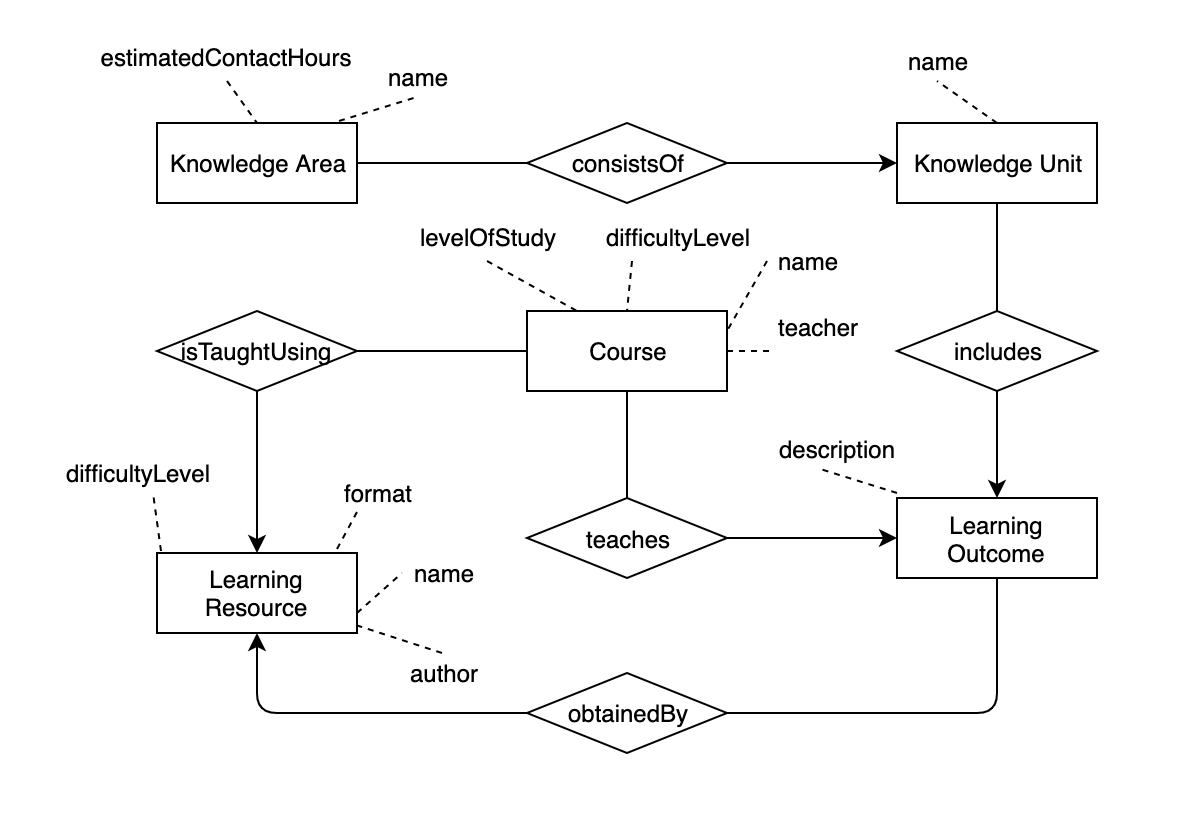 estimatedContactHours
name
name
Knowledge Area
consistsOf
Knowledge Unit
levelOfStudy
difficultyLevel
name
teacher
isTaughtUsing
Course
includes
description
difficultyLevel
format
Learning
Outcome
teaches
Learning
Resource
name
author
obtainedBy